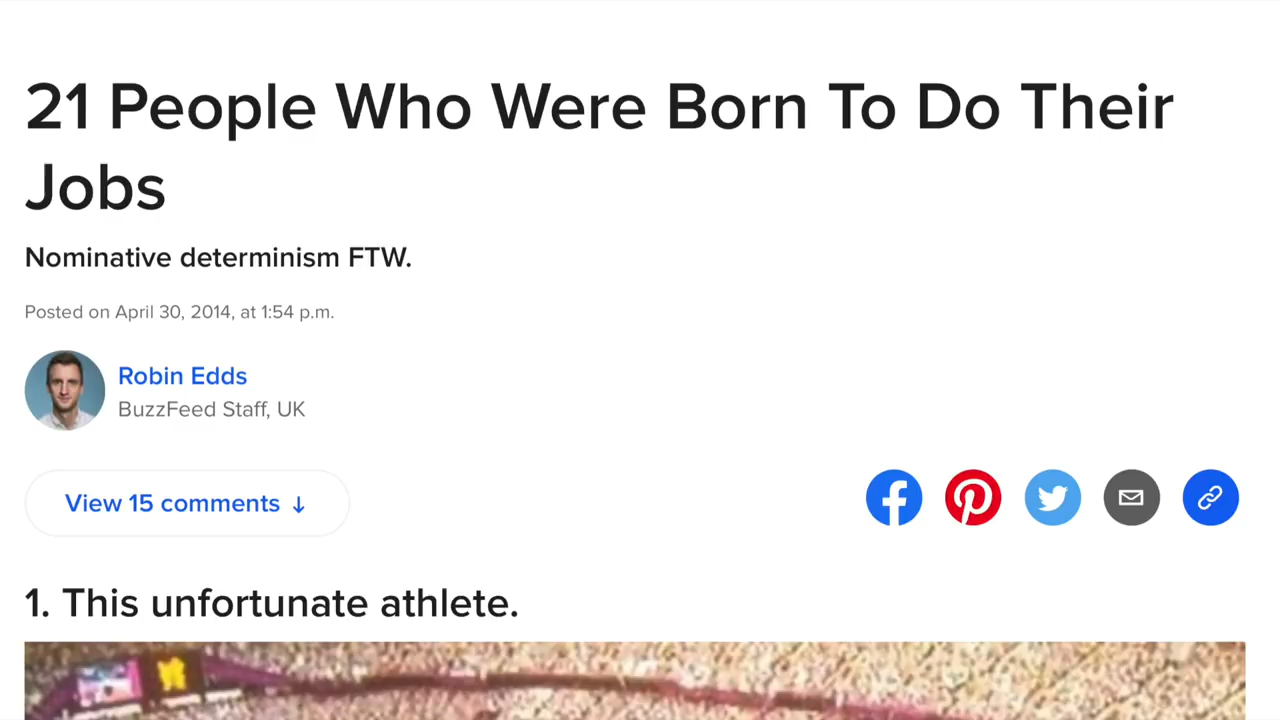 21 People Who Were Born To Do Their
Jobs
Nominative determinism FTW.
Posted on April 30, 2014, at 1:54 p.m.
Robin Edds
BuzzFeed Staff, UK
View 15 comments ↓
1. This unfortunate athlete.